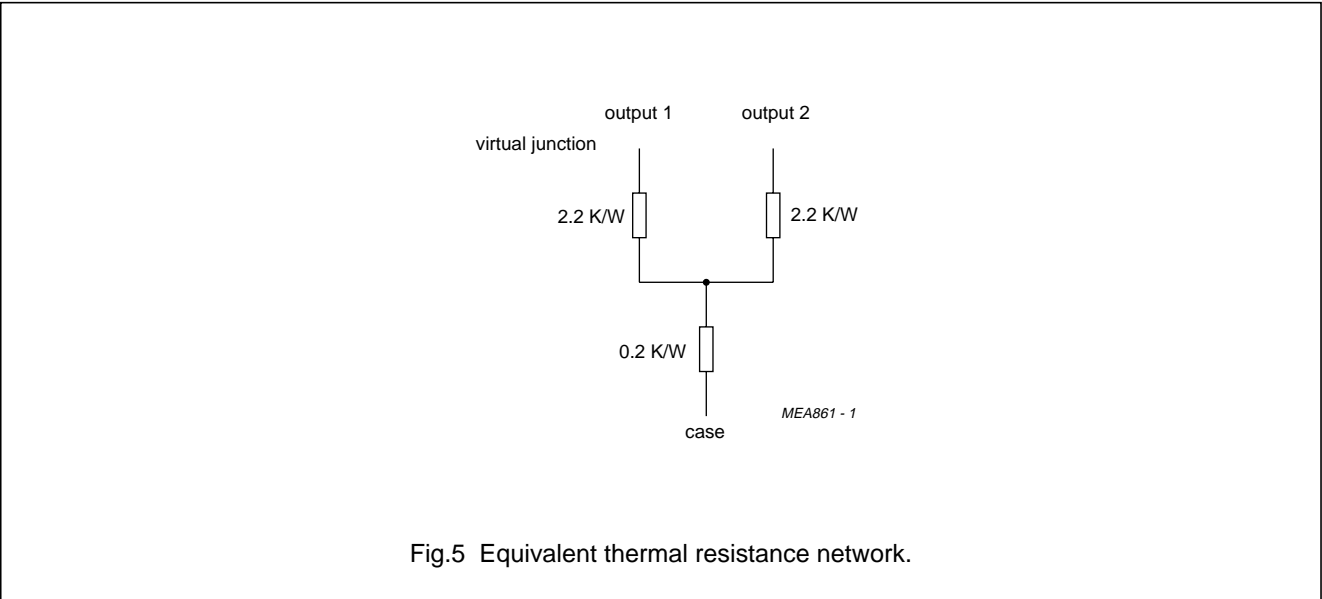 output 1
output 2
virtual junction
2.2 K/W
2.2 K/W
0.2 K/W
MEA861 - 1
case
Fig.5 Equivalent thermal resistance network.